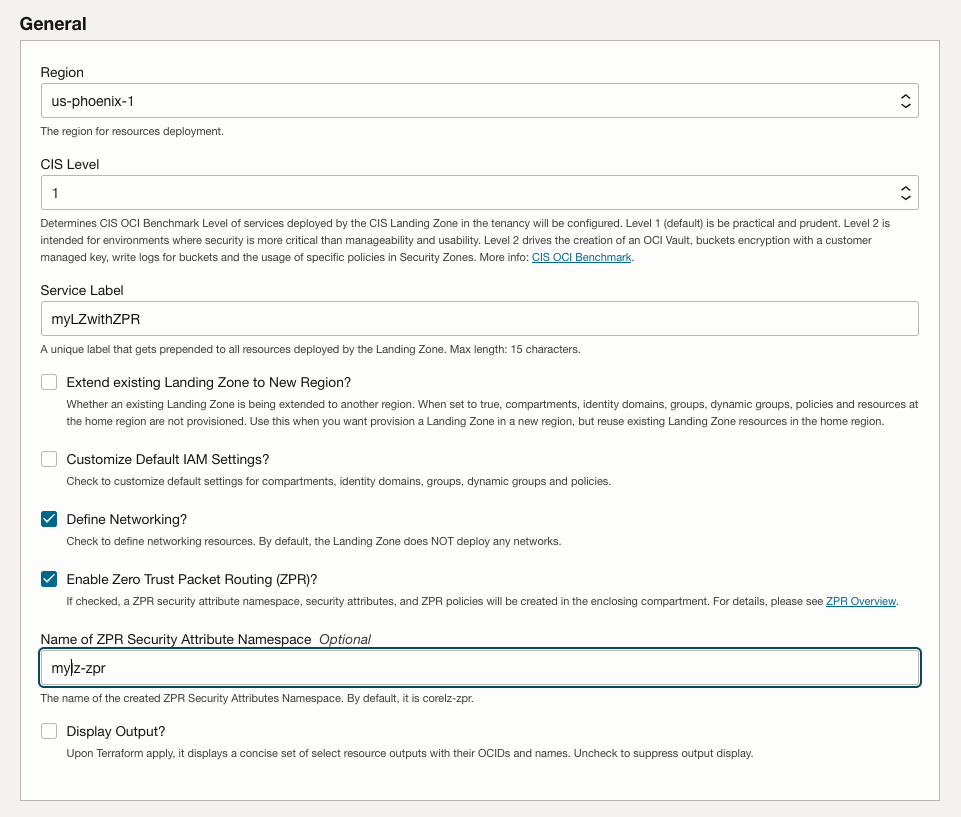 General
Region
us-phoenix-1
The region for resources deployment.
CIS Level
1
Determines CIS OCI Benchmark Level of services deployed by the CIS Landing Zone in the tenancy will be configured. Level 1 (default) is be practical and prudent. Level 2 is
intended for environments where security is more critical than manageability and usability. Level 2 drives the creation of an OCI Vault, buckets encryption with a customer
managed key, write logs for buckets and the usage of specific policies in Security Zones. More info: CIS OCI Benchmark.
Service Label
myLZwithZPR
A unique label that gets prepended to all resources deployed by the Landing Zone. Max length: 15 characters.
Extend existing Landing Zone to New Region?
Whether an existing Landing Zone is being extended to another region. When set to true, compartments, identity domains, groups, dynamic groups, policies and resources at
the home region are not provisioned. Use this when you want provision a Landing Zone in a new region, but reuse existing Landing Zone resources in the home region.
Customize Default IAM Settings?
Check to customize default settings for compartments, identity domains, groups, dynamic groups and policies.
Define Networking?
Check to define networking resources. By default, the Landing Zone does NOT deploy any networks.
Enable Zero Trust Packet Routing (ZPR)?
If checked, a ZPR security attribute namespace, security attributes, and ZPR policies will be created in the enclosing compartment. For details, please see ZPR Overview.
Name of ZPR Security Attribute Namespace Optional
mylz-zpr
The name of the created ZPR Security Attributes Namespace. By default, it is corelz-zpr.
Display Output?
Upon Terraform apply, it displays a concise set of select resource outputs with their OCIDs and names. Uncheck to suppress output display.